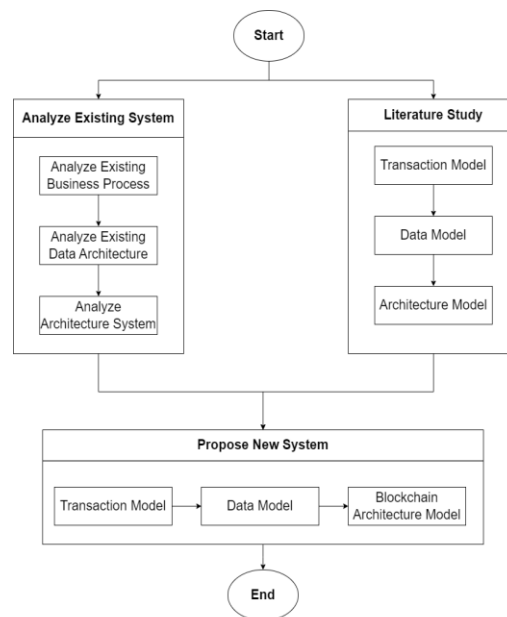 Start
Analyze Existing System
Analyze Existing
Business Process
Analyze Existing
Data Architecture
Analyze
Architecture System
Literature Study
Transaction Model
Data Model
Architecture Model
Propose New System
Transaction Model
Data Model
Blockchain
Architecture Model
End